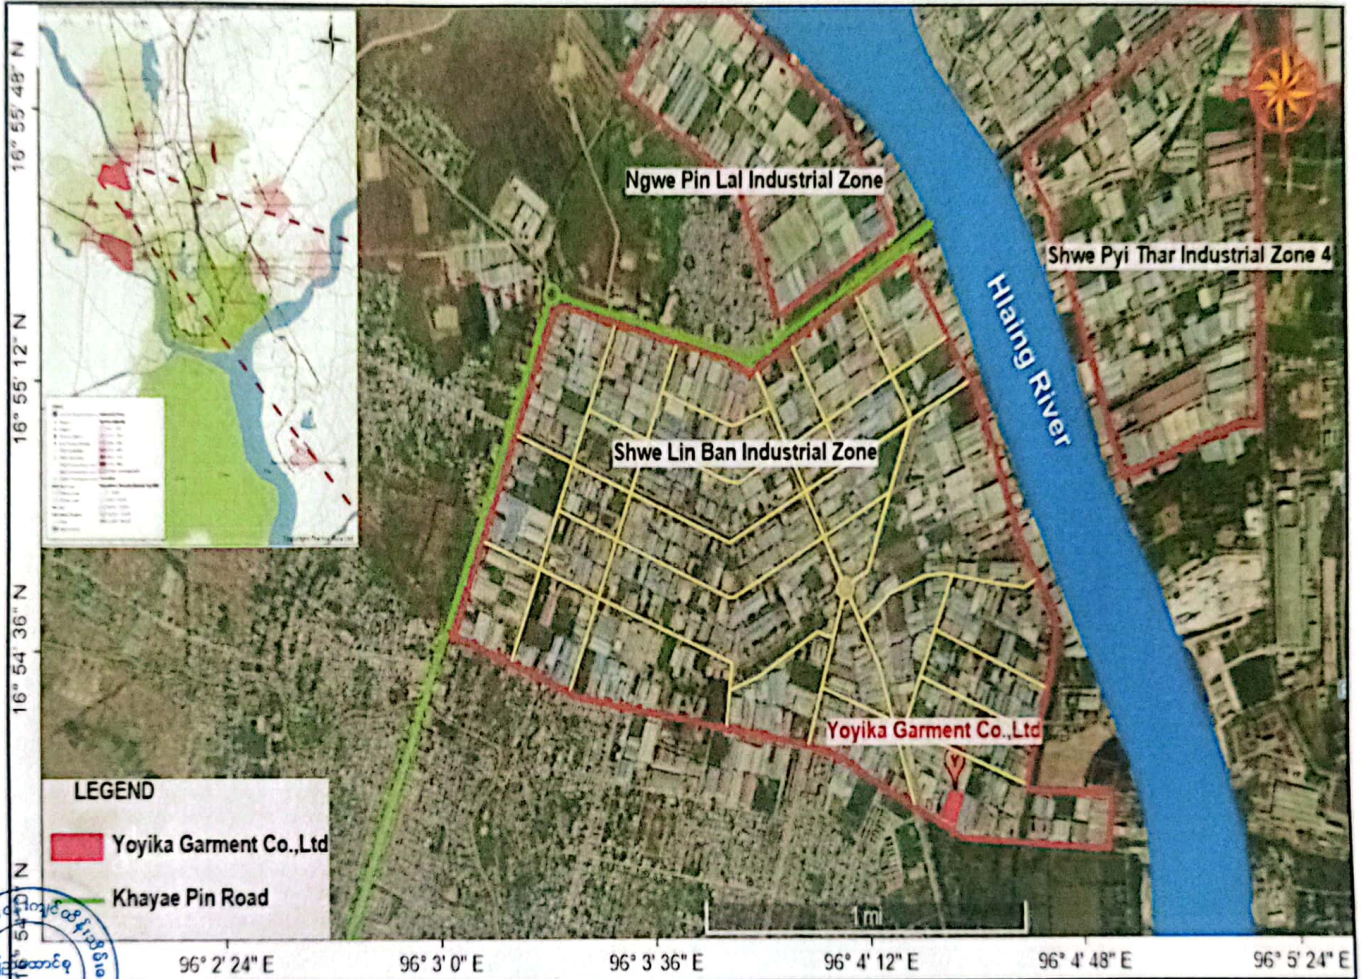 16° 55' 48" N
Ngwe Pin Lal Industrial Zone
Shwe Pyi Thar Industrial Zone 4
Hlaing River
16° 55' 12" N
Shwe Lin Ban Industrial Zone
16° 54' 36" N
Yoyika Garment Co.,Ltd
Y
LEGEND
Yoyika Garment Co.,Ltd
Khayae Pin Road
1 mi
96° 2' 24" E
96° 3' 0" E
96° 3' 36" E
96° 4' 12" E
96° 4' 48" E
96° 5' 24" E